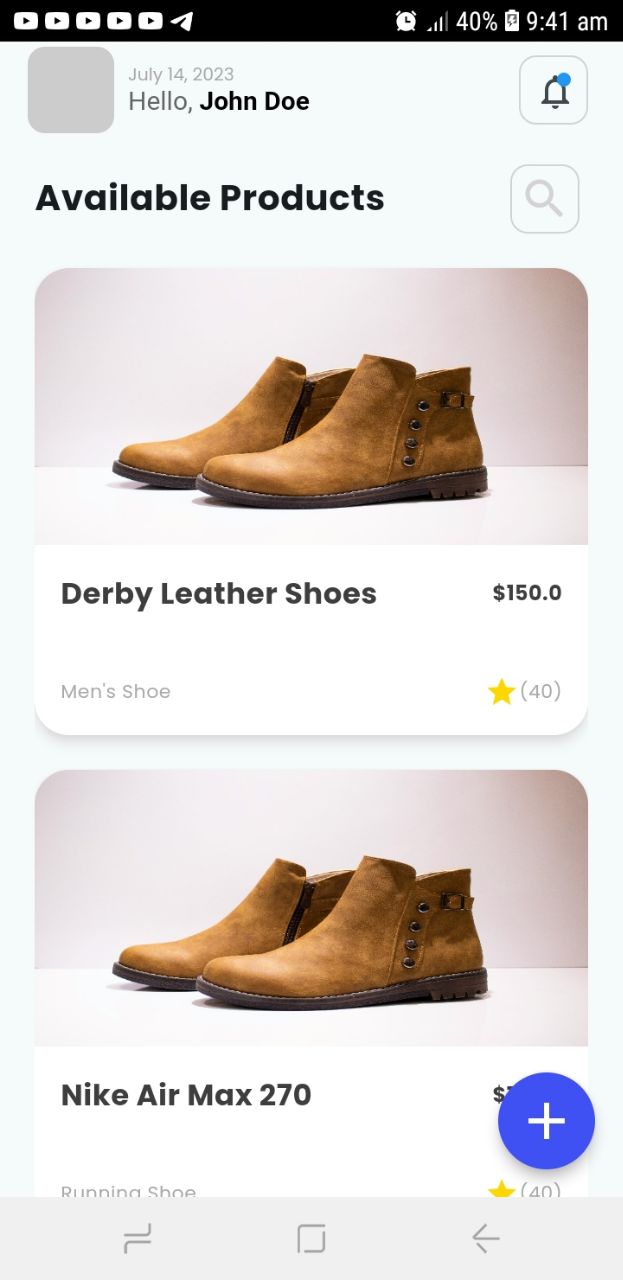 40% 9:41 am
July 14, 2023
Hello, John Doe
Available Products
Derby Leather Shoes $150.0
Men's Shoe (40)
Nike Air Max 270 $
Running Shoe (40)